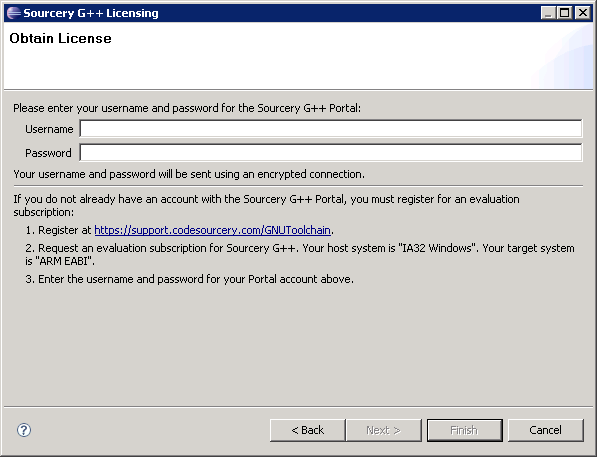 Sourcery G++ Licensing
Obtain License
Please enter your username and password for the Sourcery G++ Portal:
Username
Password
Your username and password will be sent using an encrypted connection.
If you do not already have an account with the Sourcery G++ Portal, you must register for an evaluation
subscription:
1. Register at https://support.codesourcery.com/GNUToolchain.
2. Request an evaluation subscription for Sourcery G++. Your host system is "IA32 Windows". Your target system
is "ARM EABI".
3. Enter the username and password for your Portal account above.
?
< Back
Next >
Finish
Cancel